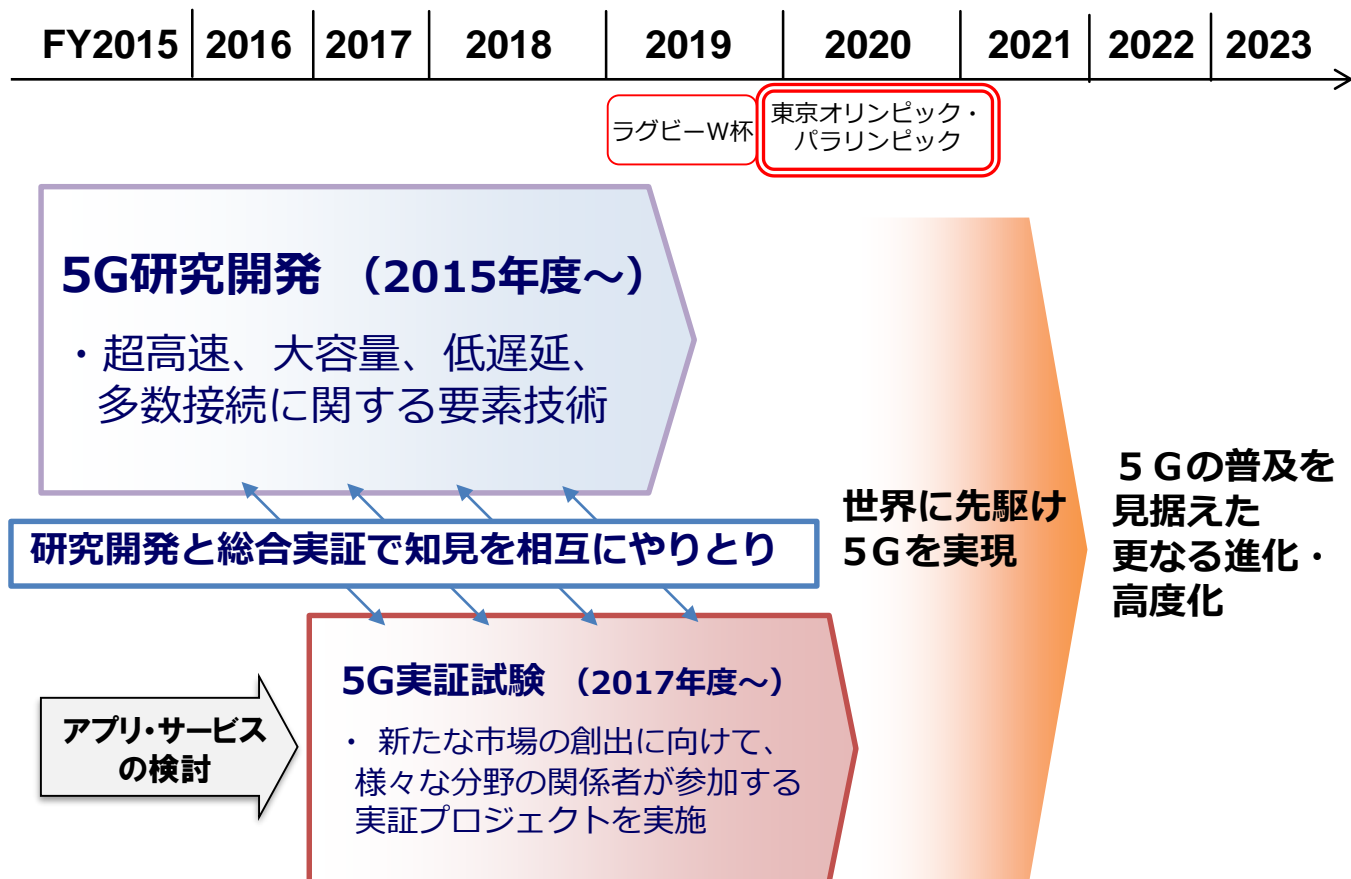 FY2015 2016 2017 2018 2019 2020 2021 2022 2023
ラグビーW杯
東京オリンピック・
パラリンピック
5G研究開発 （2015年度～）
・超高速、大容量、低遅延、
多数接続に関する要素技術
研究開発と総合実証で知見を相互にやりとり
アプリ・サービス
の検討
5G実証試験 （2017年度～）
・ 新たな市場の創出に向けて、
様々な分野の関係者が参加する
実証プロジェクトを実施
世界に先駆け
5Gを実現
５Gの普及を
見据えた
更なる進化・
高度化